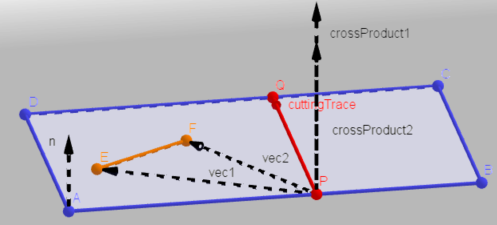 crossProduct1
C
Q
D
cuttingTrace
n
F
crossProduct2
E
vec2
vec1
P
B
A